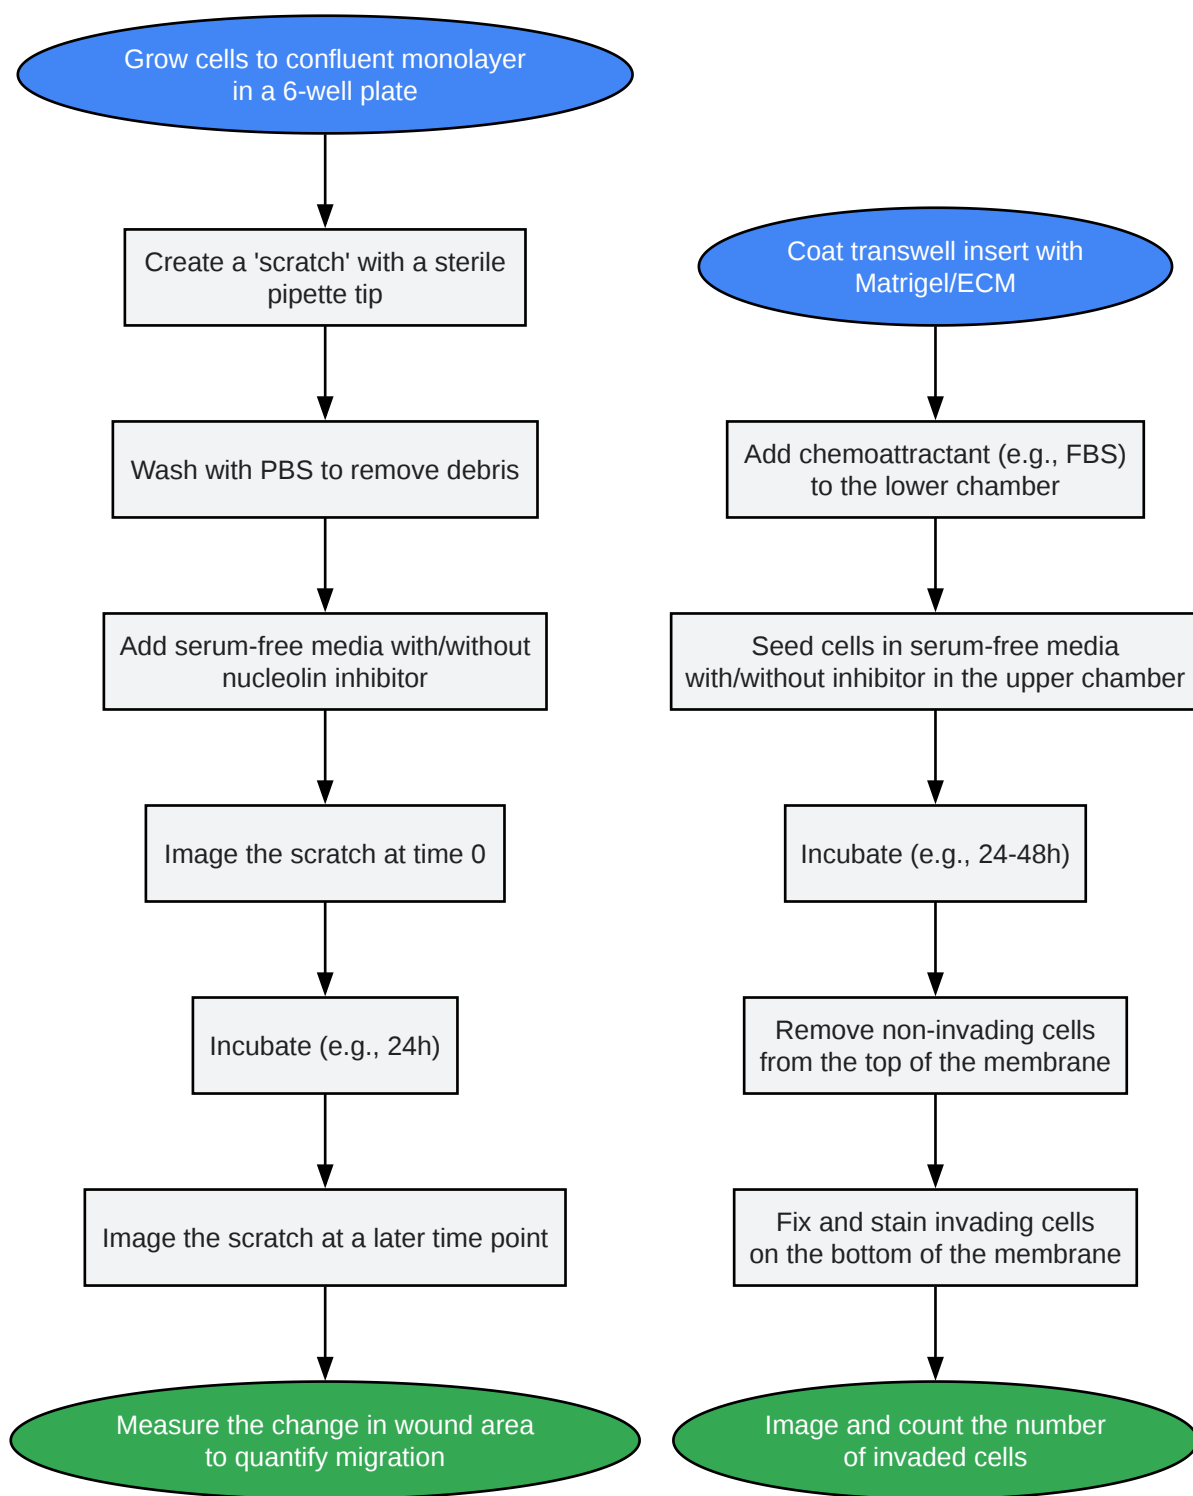 Grow cells to confluent monolayer
in a 6-well plate
Create a 'scratch' with a sterile
pipette tip
Wash with PBS to remove debris
Add serum-free media with/without
nucleolin inhibitor
Image the scratch at time 0
Incubate (e.g., 24h)
Image the scratch at a later time point
Measure the change in wound area
to quantify migration
Coat transwell insert with
Matrigel/ECM
Add chemoattractant (e.g., FBS)
to the lower chamber
Seed cells in serum-free media
with/without inhibitor in the upper chamber
Incubate (e.g., 24-48h)
Remove non-invading cells
from the top of the membrane
Fix and stain invading cells
on the bottom of the membrane
Image and count the number
of invaded cells